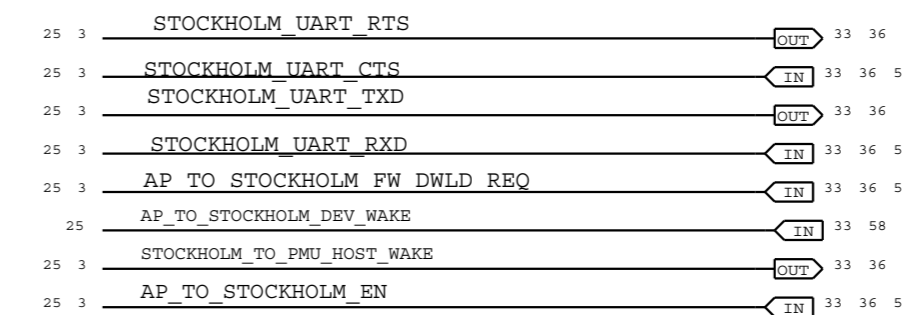 25 3 STOCKHOLM_UART_RTS OUT 33 36
25 3 STOCKHOLM_UART_CTS IN 33 36 5
25 3 STOCKHOLM_UART_TXD OUT 33 36
25 3 STOCKHOLM_UART_RXD IN 33 36 5
25 3 AP_TO_STOCKHOLM_FW_DWLD_REQ IN 33 36 5
25 AP_TO_STOCKHOLM_DEV_WAKE IN 33 58
25 3 STOCKHOLM_TO_PMU_HOST_WAKE OUT 33 36
25 3 AP_TO_STOCKHOLM_EN IN 33 36 5